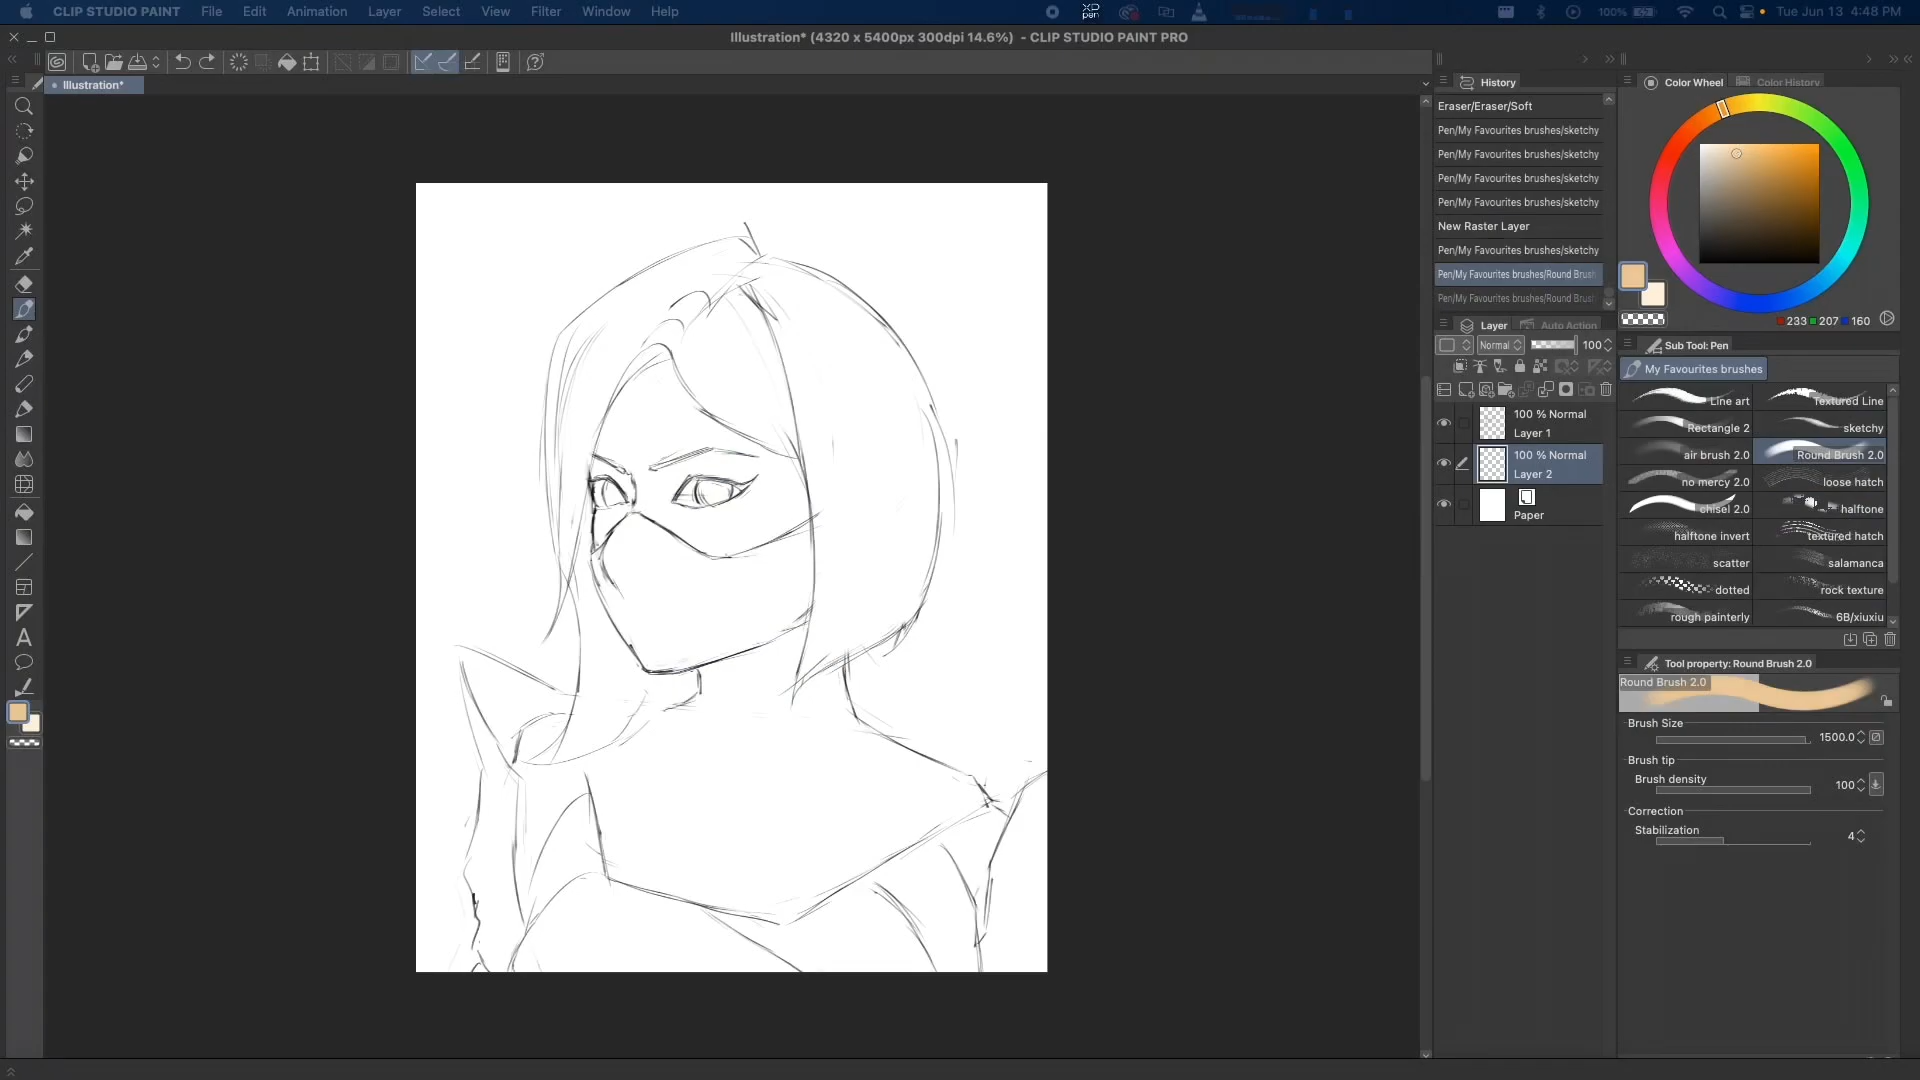 CLIP STUDIO PAINT File Edit Animation Layer Select View Filter Window Help XP pen 100% Tue Jun 13 4:48 PM
Illustration* (4320 x 5400px 300dpi 14.6%) - CLIP STUDIO PAINT PRO
Illustration*
History
Eraser/Eraser/Soft
Pen/My Favourites brushes/sketchy
Pen/My Favourites brushes/sketchy
Pen/My Favourites brushes/sketchy
Pen/My Favourites brushes/sketchy
New Raster Layer
Pen/My Favourites brushes/sketchy
Pen/My Favourites brushes/Round Brush
Pen/My Favourites brushes/Round Brush
Layer Auto Action
Normal 100
100 % Normal
Layer 1
100 % Normal
Layer 2
Paper
Color Wheel Color History
233 207 160
Sub Tool: Pen
My Favourites brushes
Line art Textured Line
Rectangle 2 sketchy
air brush 2.0 Round Brush 2.0
no mercy 2.0 loose hatch
chisel 2.0 halftone
halftone invert textured hatch
scatter salamanca
dotted rock texture
rough painterly 6B/xiuxiu
Tool property: Round Brush 2.0
Round Brush 2.0
Brush Size
1500.0
Brush tip
Brush density 100
Correction
Stabilization 4